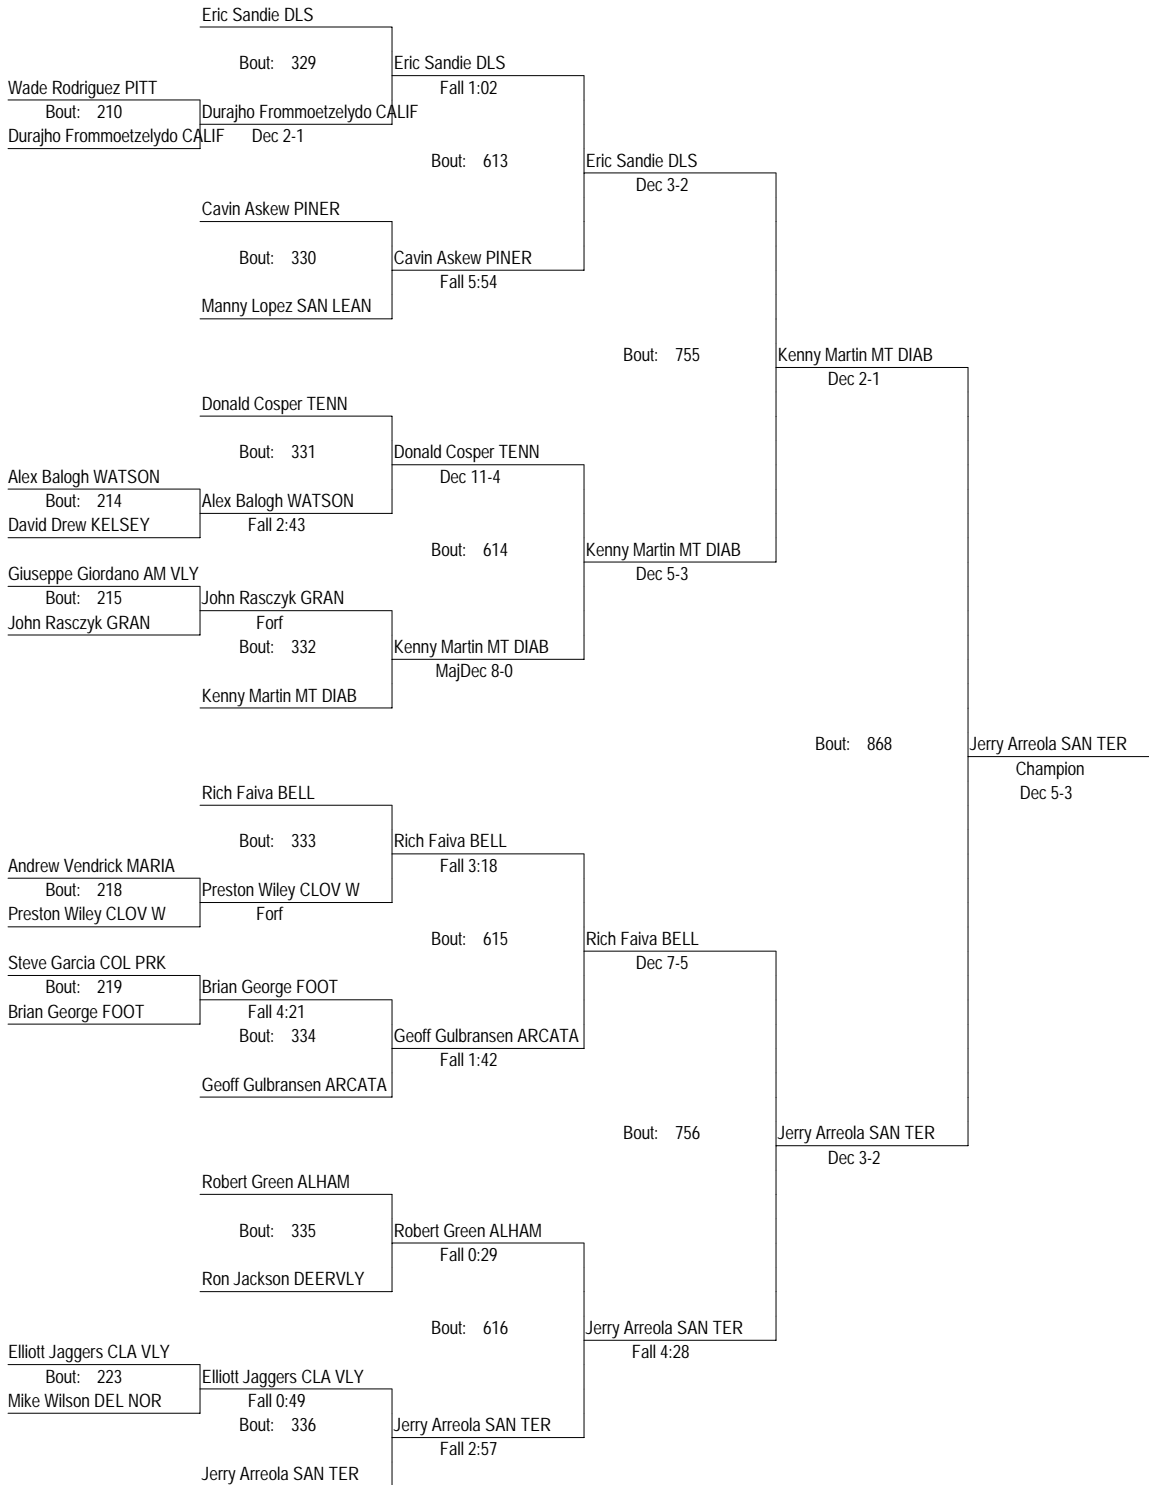 Eric Sandie DLS
Bout: 329
Eric Sandie DLS
Fall 1:02
Wade Rodriguez PITT
Bout: 210
Durajho Frommoetzelydo CALIF
Durajho Frommoetzelydo CALIF
Dec 2-1
Bout: 613
Eric Sandie DLS
Dec 3-2
Cavin Askew PINER
Bout: 330
Cavin Askew PINER
Fall 5:54
Manny Lopez SAN LEAN
Bout: 755
Kenny Martin MT DIAB
Dec 2-1
Donald Cosper TENN
Bout: 331
Donald Cosper TENN
Dec 11-4
Alex Balogh WATSON
Bout: 214
Alex Balogh WATSON
David Drew KELSEY
Fall 2:43
Bout: 614
Kenny Martin MT DIAB
Dec 5-3
Giuseppe Giordano AM VLY
Bout: 215
John Rasczyk GRAN
John Rasczyk GRAN
Forf
Bout: 332
Kenny Martin MT DIAB
MajDec 8-0
Kenny Martin MT DIAB
Bout: 868
Jerry Arreola SAN TER
Champion
Dec 5-3
Rich Faiva BELL
Bout: 333
Rich Faiva BELL
Fall 3:18
Andrew Vendrick MARIA
Bout: 218
Preston Wiley CLOV W
Preston Wiley CLOV W
Forf
Bout: 615
Rich Faiva BELL
Dec 7-5
Steve Garcia COL PRK
Bout: 219
Brian George FOOT
Brian George FOOT
Fall 4:21
Bout: 334
Geoff Gulbransen ARCATA
Fall 1:42
Geoff Gulbransen ARCATA
Bout: 756
Jerry Arreola SAN TER
Dec 3-2
Robert Green ALHAM
Bout: 335
Robert Green ALHAM
Fall 0:29
Ron Jackson DEERVLY
Bout: 616
Jerry Arreola SAN TER
Fall 4:28
Elliott Jaggers CLA VLY
Bout: 223
Elliott Jaggers CLA VLY
Mike Wilson DEL NOR
Fall 0:49
Bout: 336
Jerry Arreola SAN TER
Fall 2:57
Jerry Arreola SAN TER